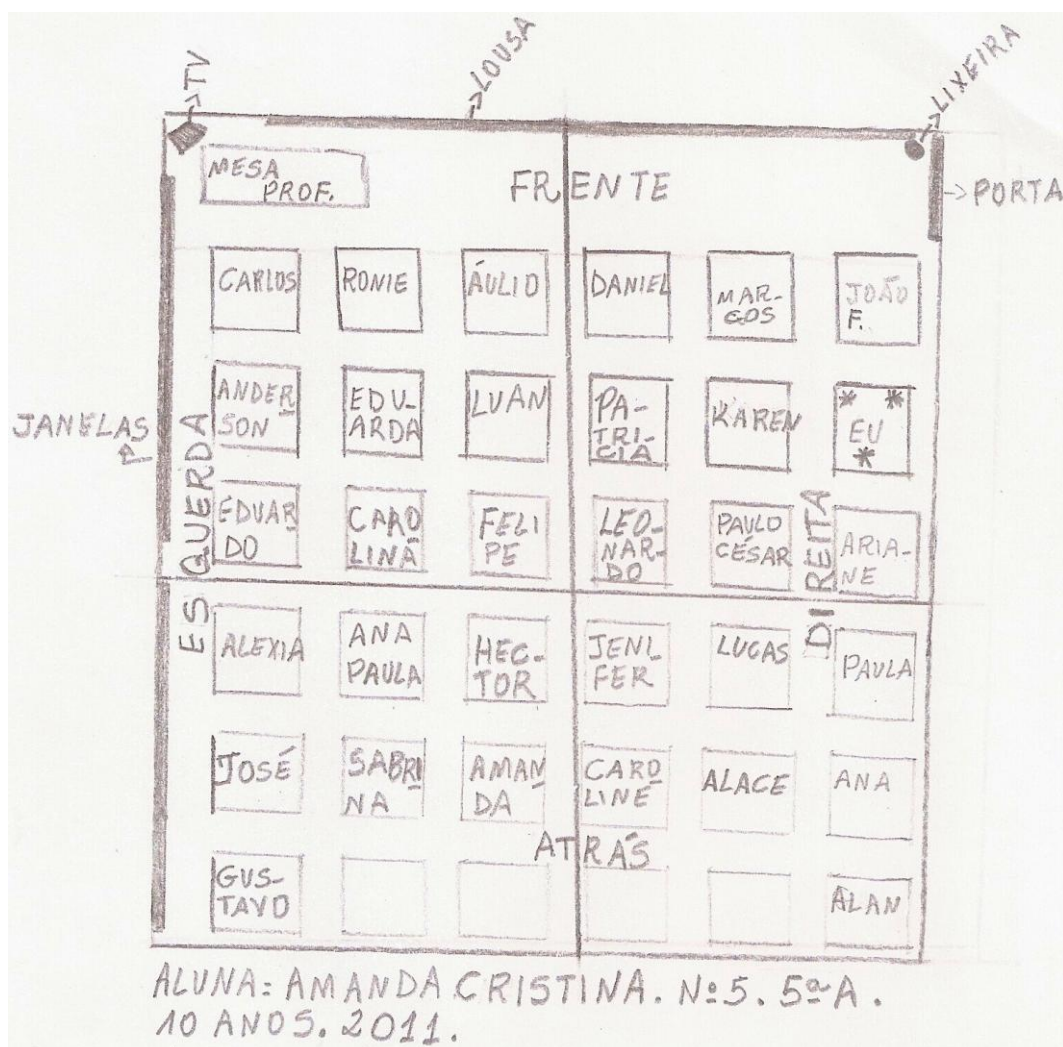 TV
LOUSA
LIXEIRA
MESA
PROF.
FRENTE
PORTA
CARLOS
RONIE
ÁULIO
DANIEL
MAR-
COS
JOÃO
F.
JANELAS
ESQUERDA
DIREITA
ANDER
SON
EDU-
ARDA
LUAN
PA-
TRI-
CIA
KAREN
* *
EU
*
EDUAR
DO
CARO
LINA
FELI
PE
LEO-
NAR-
DO
PAULO
CÉSAR
ARIA-
NE
ALEXIA
ANA
PAULA
HEC-
TOR
JENI
FER
LUCAS
PAULA
JOSÉ
SABRI
NA
AMAN
DA
CARO
LINE
ALACE
ANA
ATRÁS
GUS-
TAVO
ALAN
ALUNA: AMANDA CRISTINA. Nº 5. 5ª A.
10 ANOS. 2011.